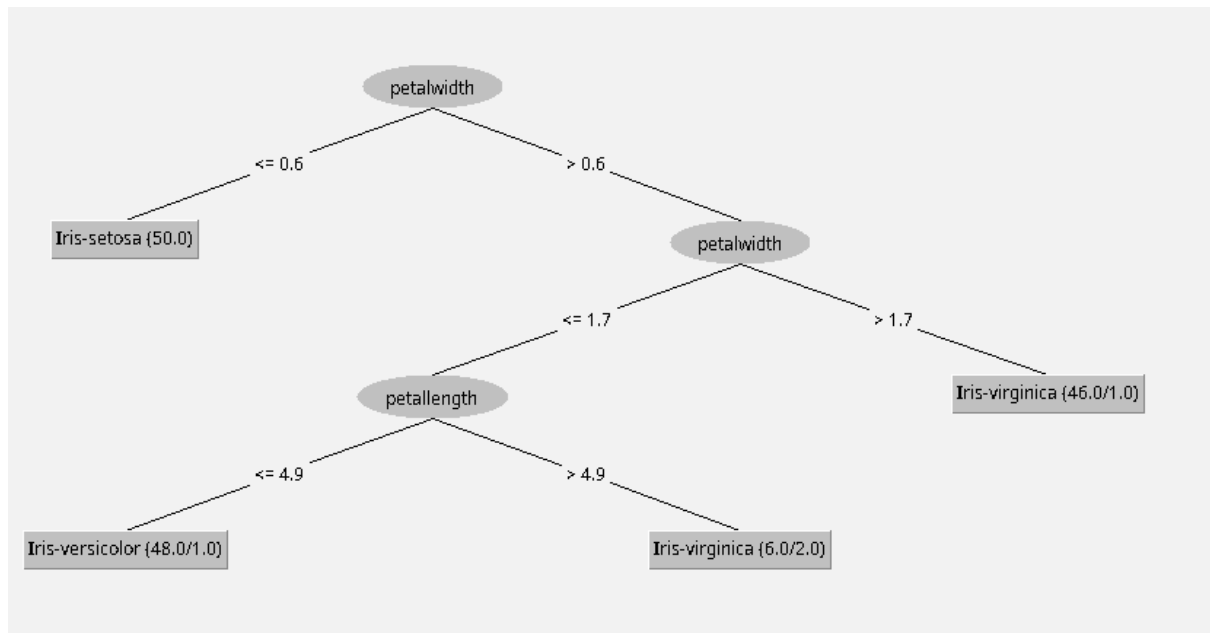 petalwidth
<= 0.6
> 0.6
Iris-setosa (50.0)
petalwidth
<= 1.7
> 1.7
petallength
Iris-virginica (46.0/1.0)
<= 4.9
> 4.9
Iris-versicolor (48.0/1.0)
Iris-virginica (6.0/2.0)